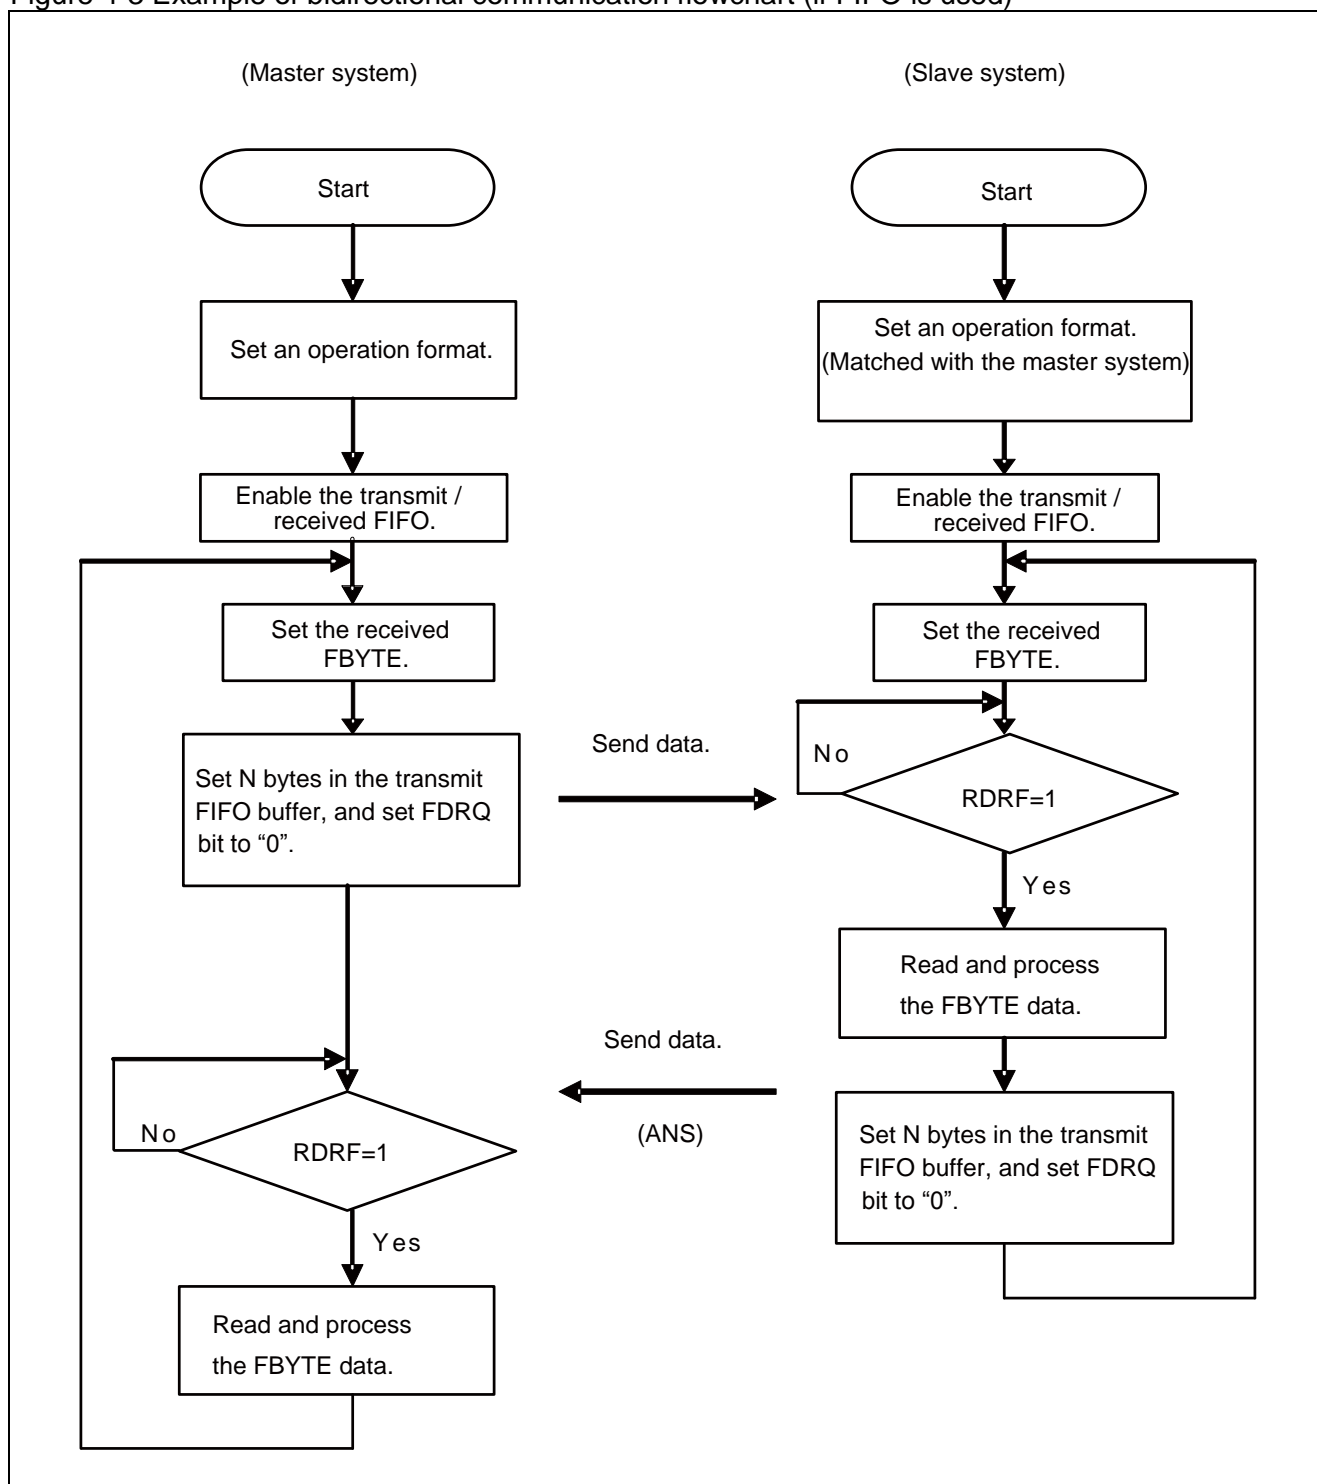 Figure 4-8 Example of bidirectional communication flowchart (if FIFO is used)
(Master system)
(Slave system)
Start
Start
Set an operation format.
Set an operation format.
(Matched with the master system)
Enable the transmit /
received FIFO.
Enable the transmit /
received FIFO.
Set the received
FBYTE.
Set the received
FBYTE.
Set N bytes in the transmit
FIFO buffer, and set FDRQ
bit to “0”.
Send data.
No
RDRF=1
Yes
Read and process
the FBYTE data.
Send data.
(ANS)
Set N bytes in the transmit
FIFO buffer, and set FDRQ
bit to “0”.
No
RDRF=1
Yes
Read and process
the FBYTE data.